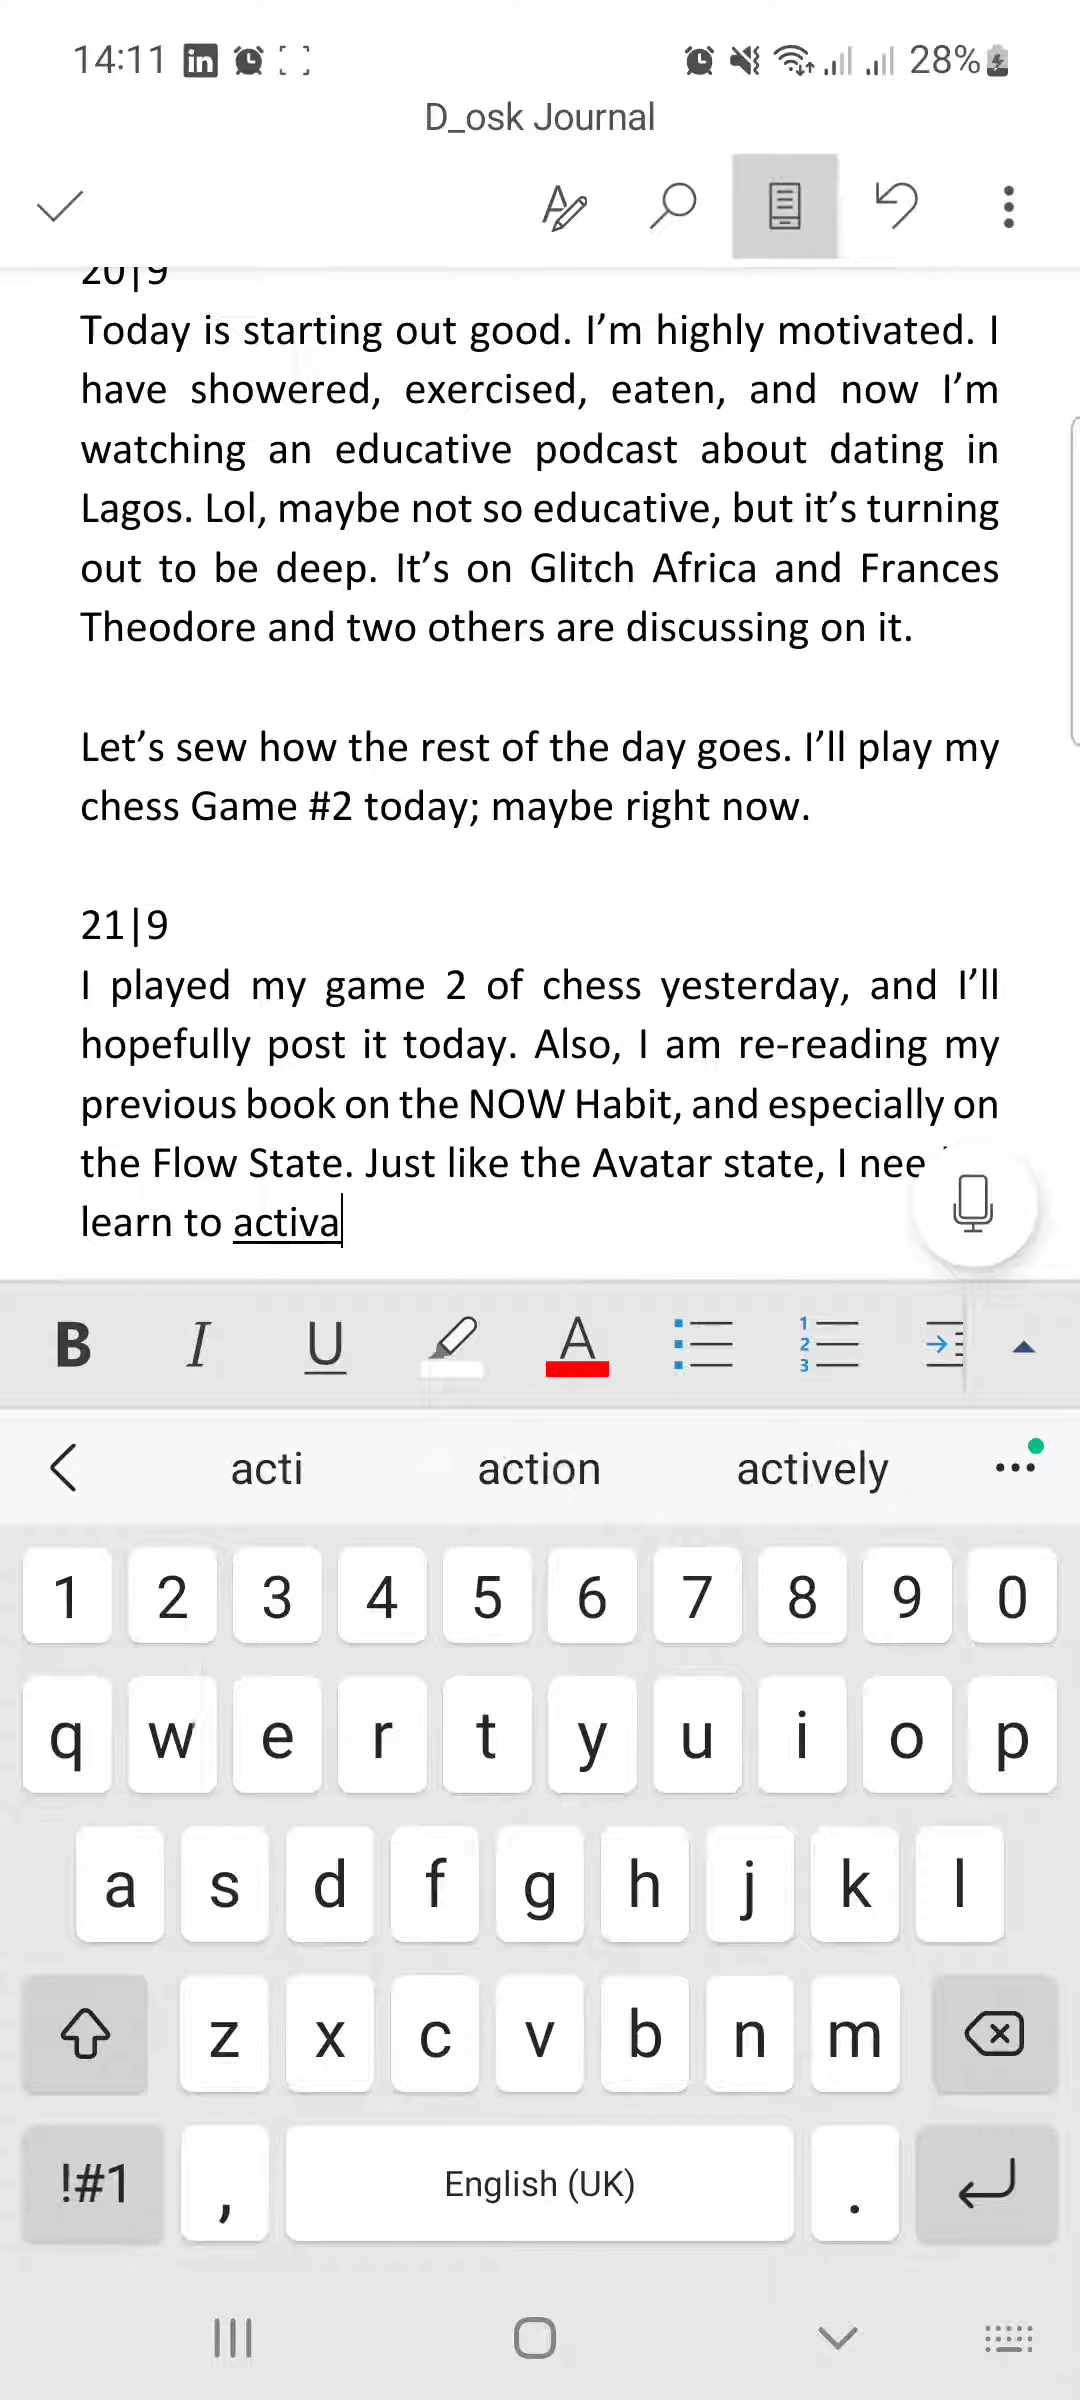 14:11 in 28%
D_osk Journal
20|9
Today is starting out good. I’m highly motivated. I
have showered, exercised, eaten, and now I’m
watching an educative podcast about dating in
Lagos. Lol, maybe not so educative, but it’s turning
out to be deep. It’s on Glitch Africa and Frances
Theodore and two others are discussing on it.
Let’s sew how the rest of the day goes. I’ll play my
chess Game #2 today; maybe right now.
21|9
I played my game 2 of chess yesterday, and I’ll
hopefully post it today. Also, I am re-reading my
previous book on the NOW Habit, and especially on
the Flow State. Just like the Avatar state, I nee
learn to activa
B I U A 1 2 3
acti action actively
1 2 3 4 5 6 7 8 9 0
q w e r t y u i o p
a s d f g h j k l
z x c v b n m
!#1 , English (UK) .